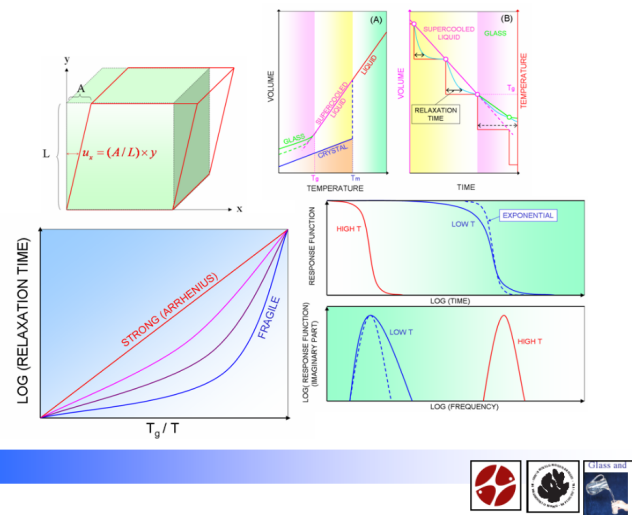 y
A
L
u_x = (A/L) × y
x
(A)
VOLUME
GLASS
SUPERCOOLED
LIQUID
LIQUID
CRYSTAL
Tg
Tm
TEMPERATURE
(B)
VOLUME
SUPERCOOLED
LIQUID
GLASS
Tg
RELAXATION
TIME
TEMPERATURE
TIME
LOG (RELAXATION TIME)
STRONG (ARRHENIUS)
FRAGILE
Tg / T
RESPONSE FUNCTION
HIGH T
LOW T
EXPONENTIAL
LOG (TIME)
LOG( RESPONSE FUNCTION)
(IMAGINARY PART)
LOW T
HIGH T
LOG (FREQUENCY)
Glass and